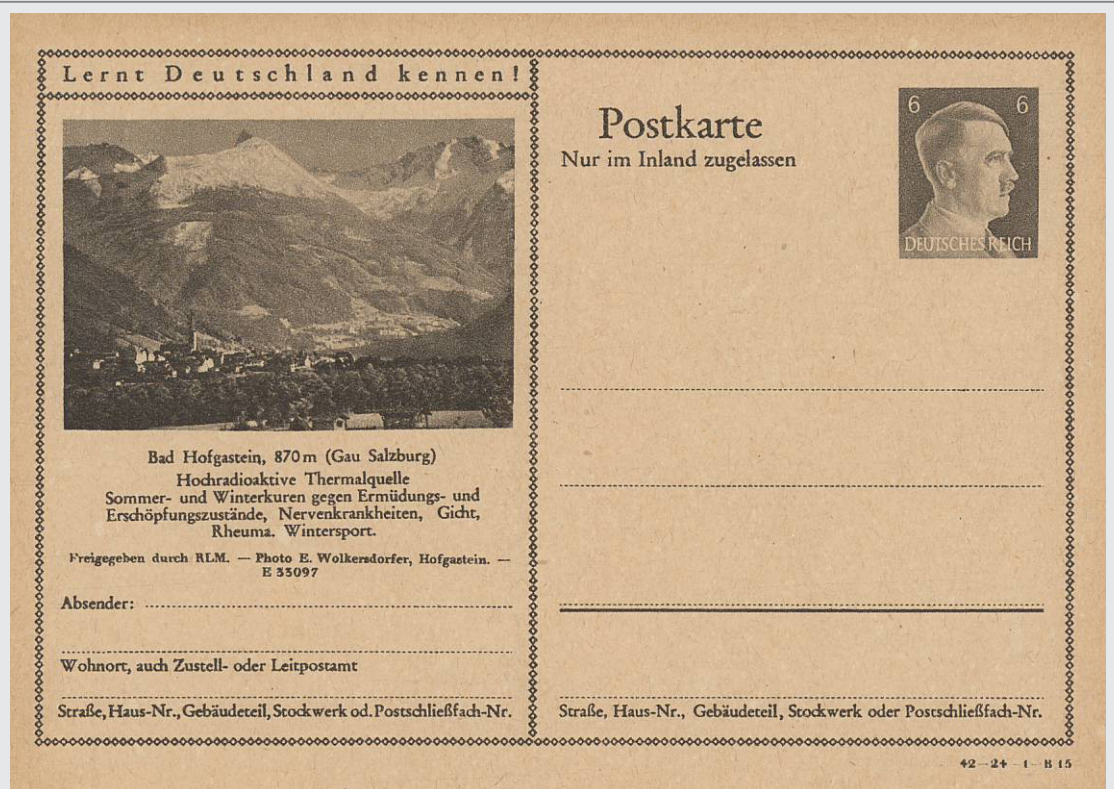 Lernt Deutschland kennen!
Bad Hofgastein, 870 m (Gau Salzburg)
Hochradioaktive Thermalquelle
Sommer- und Winterkuren gegen Ermüdungs- und
Erschöpfungszustände, Nervenkrankheiten, Gicht,
Rheuma. Wintersport.
Freigegeben durch RLM. — Photo E. Wolkersdorfer, Hofgastein. —
E 33097
Absender:
Wohnort, auch Zustell- oder Leitpostamt
Straße, Haus-Nr., Gebäudeteil, Stockwerk od. Postschließfach-Nr.
Postkarte
Nur im Inland zugelassen
6 6
DEUTSCHES REICH
Straße, Haus-Nr., Gebäudeteil, Stockwerk oder Postschließfach-Nr.
42—24—1—B 15